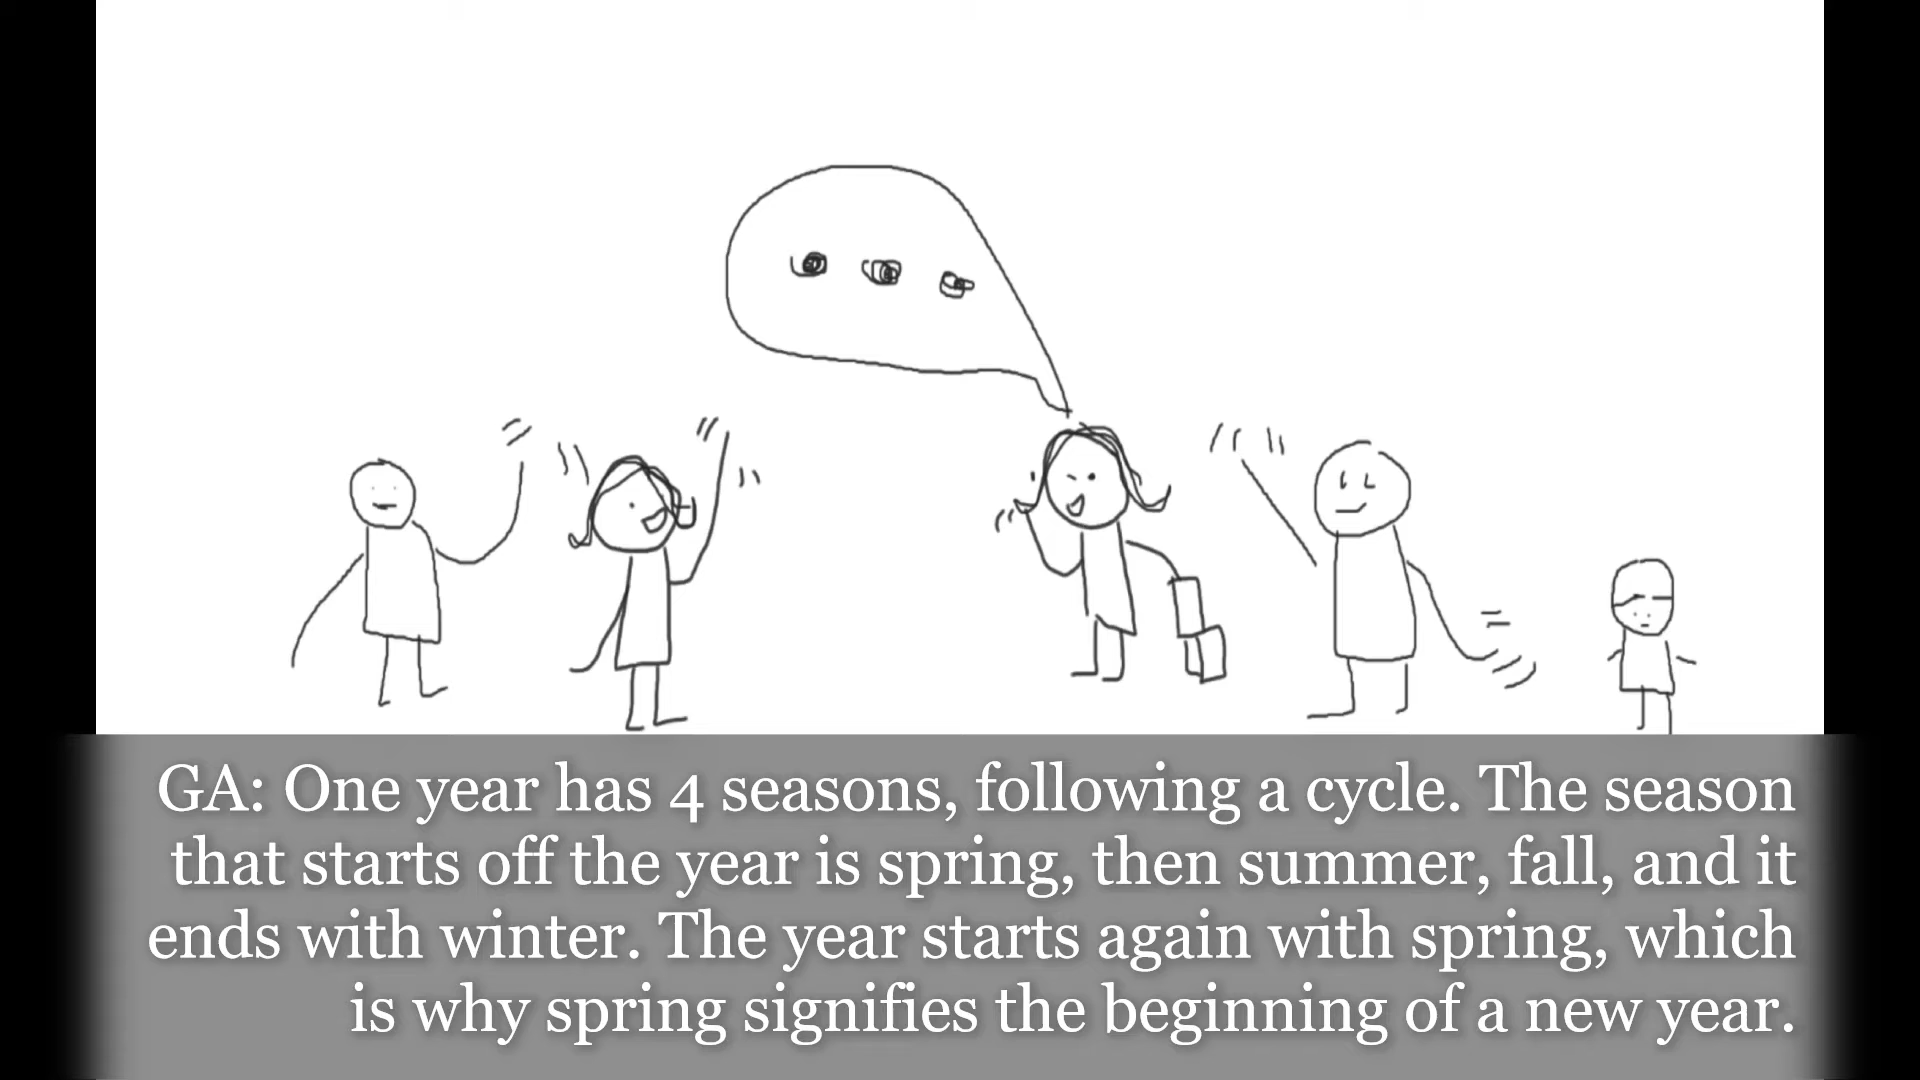 GA: One year has 4 seasons, following a cycle. The season
that starts off the year is spring, then summer, fall, and it
ends with winter. The year starts again with spring, which
is why spring signifies the beginning of a new year.